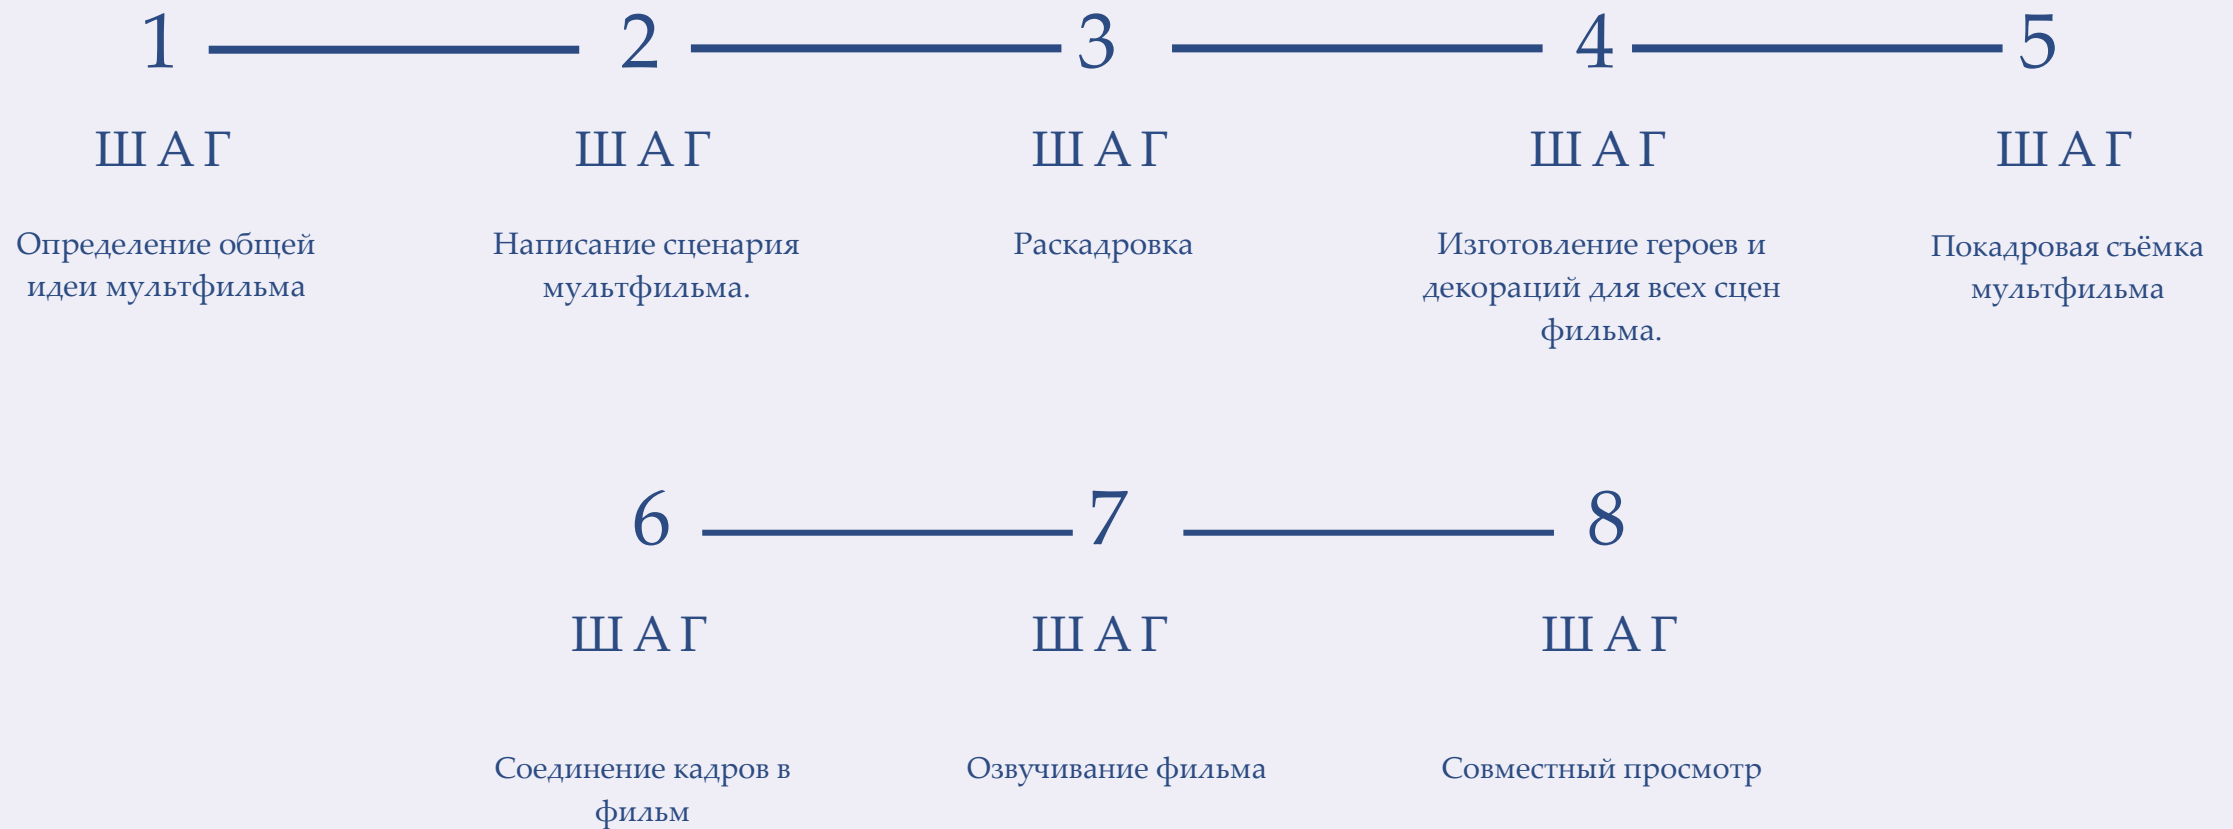 1 2 3 4 5
ШАГ ШАГ ШАГ ШАГ ШАГ
Определение общей
идеи мультфильма
Написание сценария
мультфильма.
Раскадровка
Изготовление героев и
декораций для всех сцен
фильма.
Покадровая съёмка
мультфильма
6 7 8
ШАГ ШАГ ШАГ
Соединение кадров в
фильм
Озвучивание фильма
Совместный просмотр